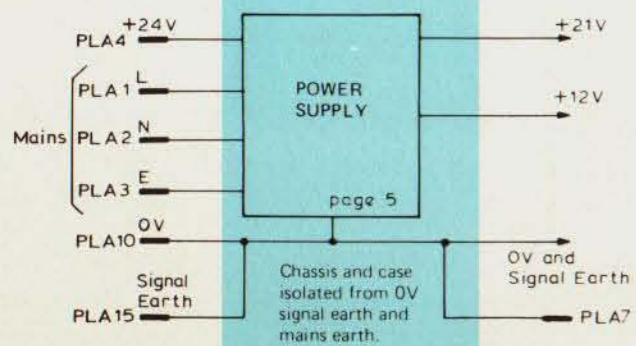 +24V
PLA4
+21V
L
PLA1
POWER
SUPPLY
+12V
Mains
N
PLA2
E
PLA3
page 5
0V
PLA10
0V and
Signal Earth
Signal
Earth
Chassis and case
isolated from 0V
signal earth and
mains earth.
PLA15
PLA7